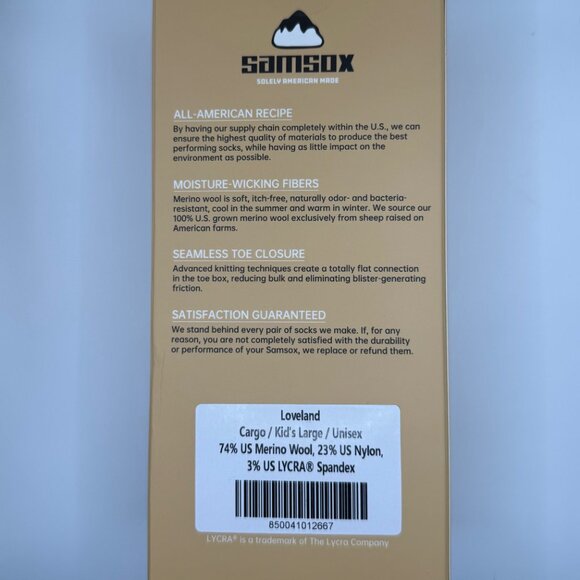 SAMSOX
SOLELY AMERICAN MADE
ALL-AMERICAN RECIPE
By having our supply chain completely within the U.S., we can
ensure the highest quality of materials to produce the best
performing socks, while having as little impact on the
environment as possible.
MOISTURE-WICKING FIBERS
Merino wool is soft, itch-free, naturally odor- and bacteria-
resistant, cool in the summer and warm in winter. We source our
100% U.S. grown merino wool exclusively from sheep raised on
American farms.
SEAMLESS TOE CLOSURE
Advanced knitting techniques create a totally flat connection
in the toe box, reducing bulk and eliminating blister-generating
friction.
SATISFACTION GUARANTEED
We stand behind every pair of socks we make. If, for any
reason, you are not completely satisfied with the durability
or performance of your Samsox, we replace or refund them.
Loveland
Cargo / Kid's Large / Unisex
74% US Merino Wool, 23% US Nylon,
3% US LYCRA® Spandex
850041012667
LYCRA® is a trademark of The Lycra Company